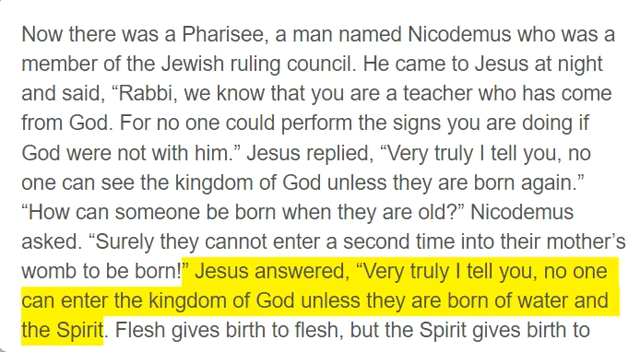 Now there was a Pharisee, a man named Nicodemus who was a
member of the Jewish ruling council. He came to Jesus at night
and said, “Rabbi, we know that you are a teacher who has come
from God. For no one could perform the signs you are doing if
God were not with him.” Jesus replied, “Very truly I tell you, no
one can see the kingdom of God unless they are born again.”
“How can someone be born when they are old?” Nicodemus
asked. “Surely they cannot enter a second time into their mother’s
womb to be born!” Jesus answered, “Very truly I tell you, no one
can enter the kingdom of God unless they are born of water and
the Spirit. Flesh gives birth to flesh, but the Spirit gives birth to